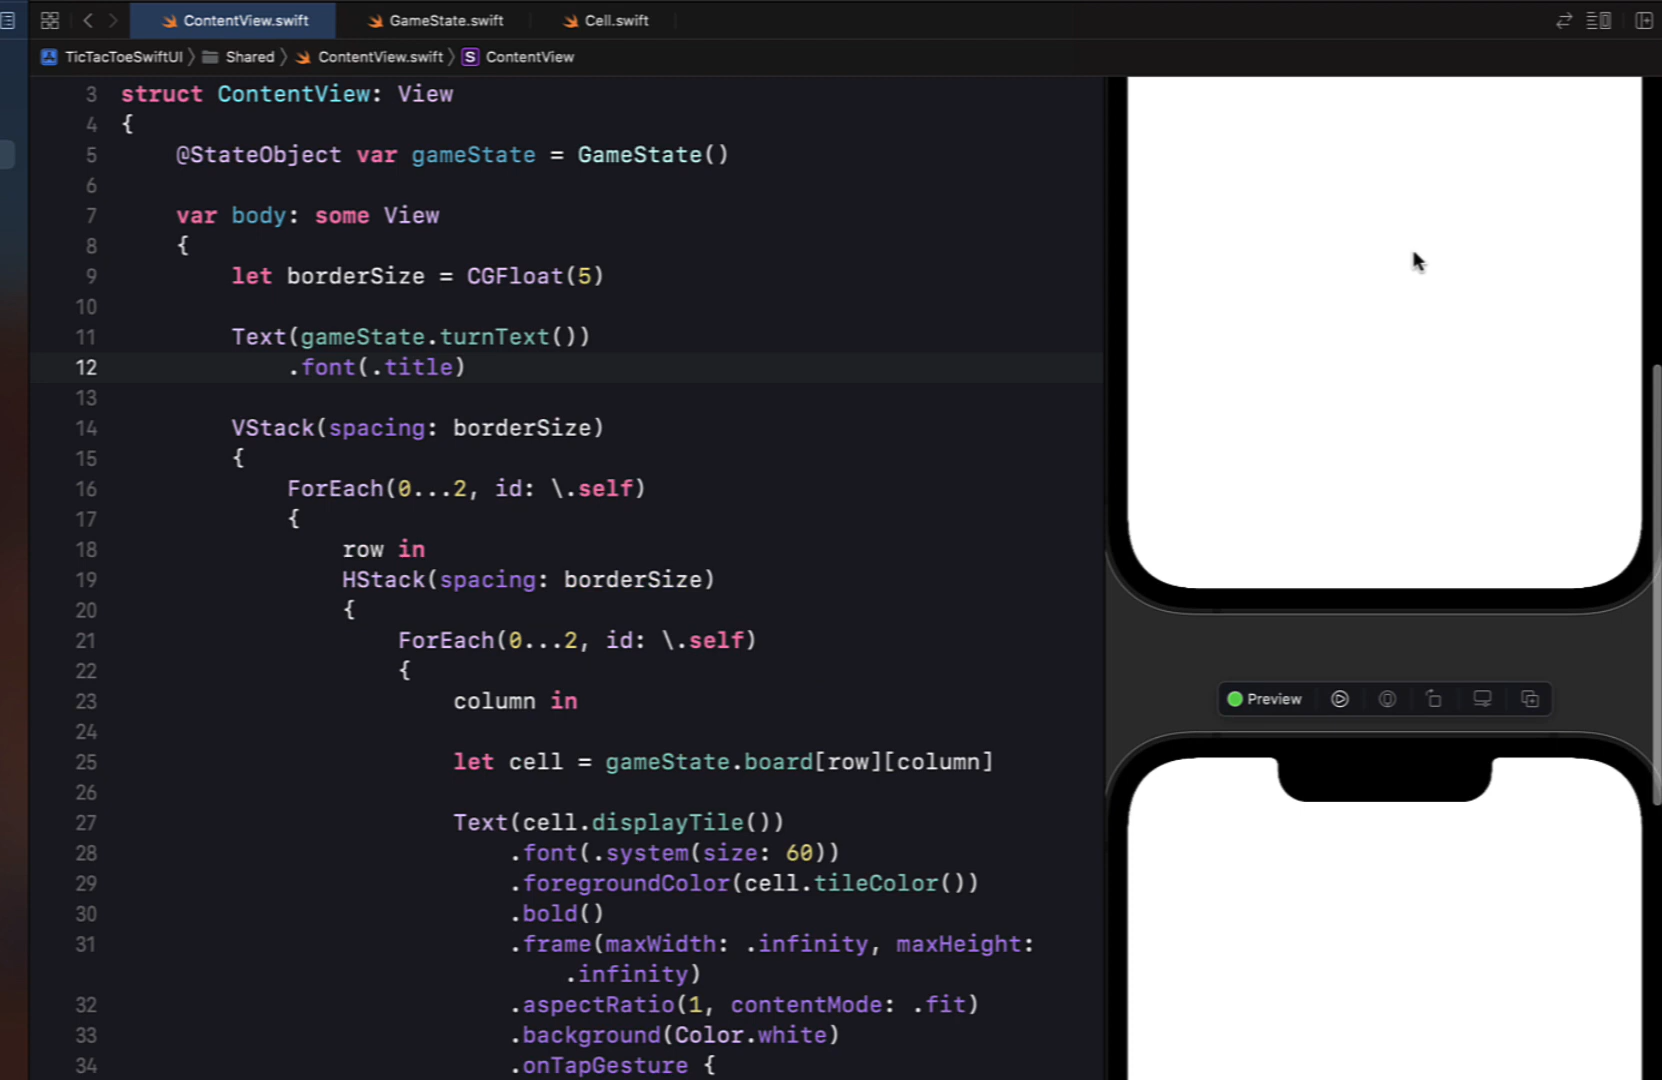 ContentView.swift GameState.swift Cell.swift
TicTacToeSwiftUI Shared ContentView.swift S ContentView
3 struct ContentView: View
4 {
5 @StateObject var gameState = GameState()
6
7 var body: some View
8 {
9 let borderSize = CGFloat(5)
10
11 Text(gameState.turnText())
12 .font(.title)
13
14 VStack(spacing: borderSize)
15 {
16 ForEach(0...2, id: \.self)
17 {
18 row in
19 HStack(spacing: borderSize)
20 {
21 ForEach(0...2, id: \.self)
22 {
23 column in
24
25 let cell = gameState.board[row][column]
26
27 Text(cell.displayTile())
28 .font(.system(size: 60))
29 .foregroundColor(cell.tileColor())
30 .bold()
31 .frame(maxWidth: .infinity, maxHeight:
.infinity)
32 .aspectRatio(1, contentMode: .fit)
33 .background(Color.white)
34 .onTapGesture {
Preview